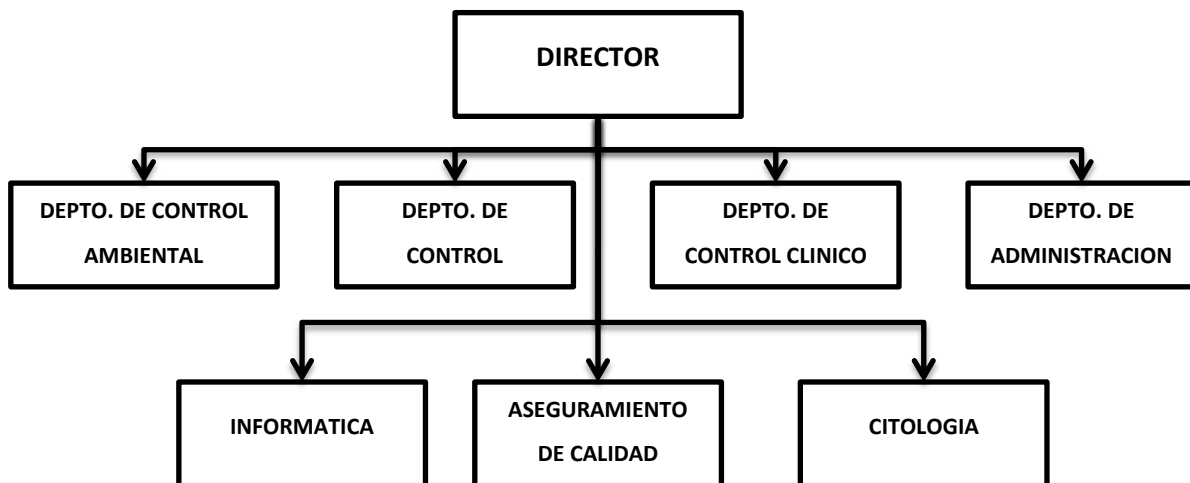 DIRECTOR
DEPTO. DE CONTROL
AMBIENTAL
DEPTO. DE
CONTROL
DEPTO. DE
CONTROL CLINICO
DEPTO. DE
ADMINISTRACION
INFORMATICA
ASEGURAMIENTO
DE CALIDAD
CITOLOGIA